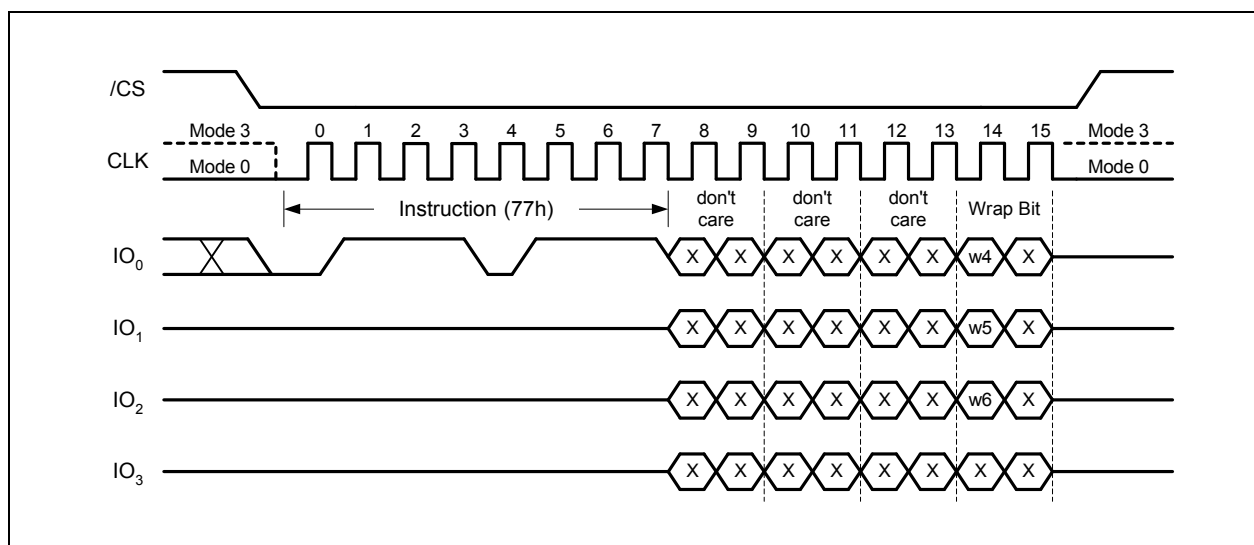 /CS
Mode 3 0 1 2 3 4 5 6 7 8 9 10 11 12 13 14 15 Mode 3
CLK
Mode 0 Mode 0
Instruction (77h) don't care don't care don't care Wrap Bit
IO0 X X X X X X w4 X
IO1 X X X X X X w5 X
IO2 X X X X X X w6 X
IO3 X X X X X X X X